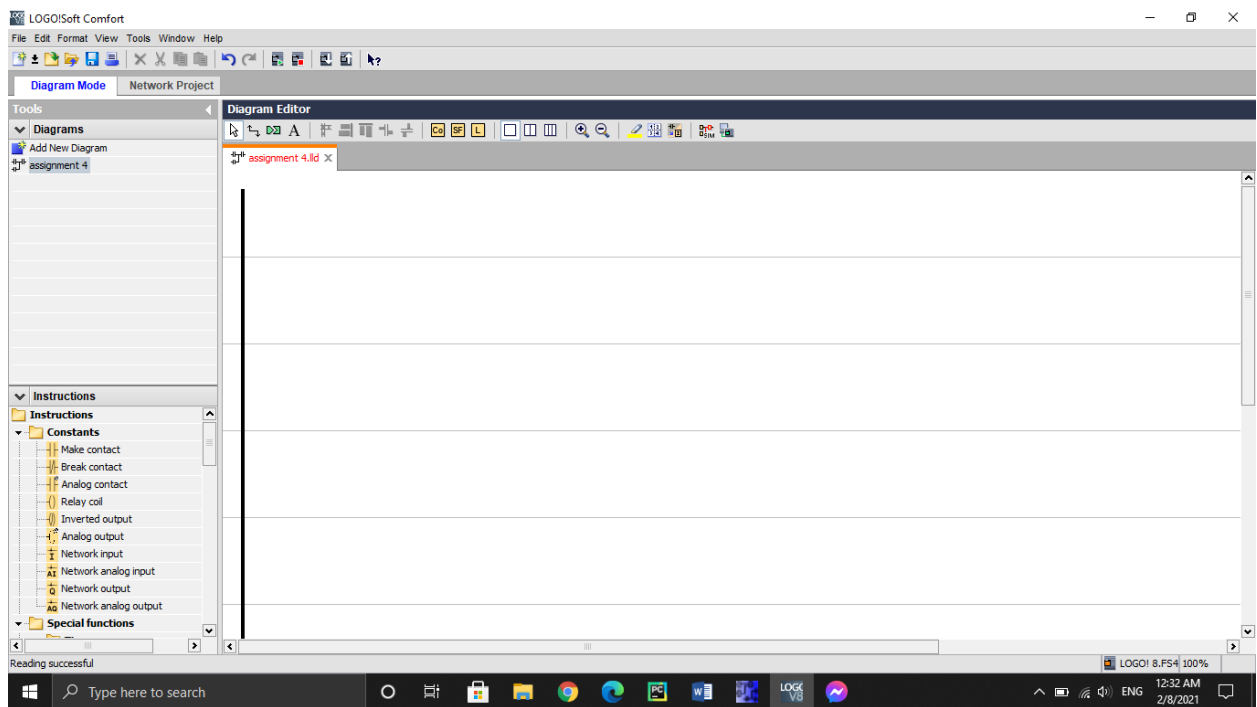 LOGO!Soft Comfort
File Edit Format View Tools Window Help
Diagram Mode Network Project
Tools
Diagram Editor
Diagrams
Add New Diagram
assignment 4
A Co SF L
assignment 4.lld
Instructions
Instructions
Constants
Make contact
Break contact
Analog contact
Relay coil
Inverted output
Analog output
I Network input
AI Network analog input
Q Network output
AQ Network analog output
Special functions
Reading successful
LOGO! 8.FS4 100%
Type here to search
ENG
12:32 AM
2/8/2021